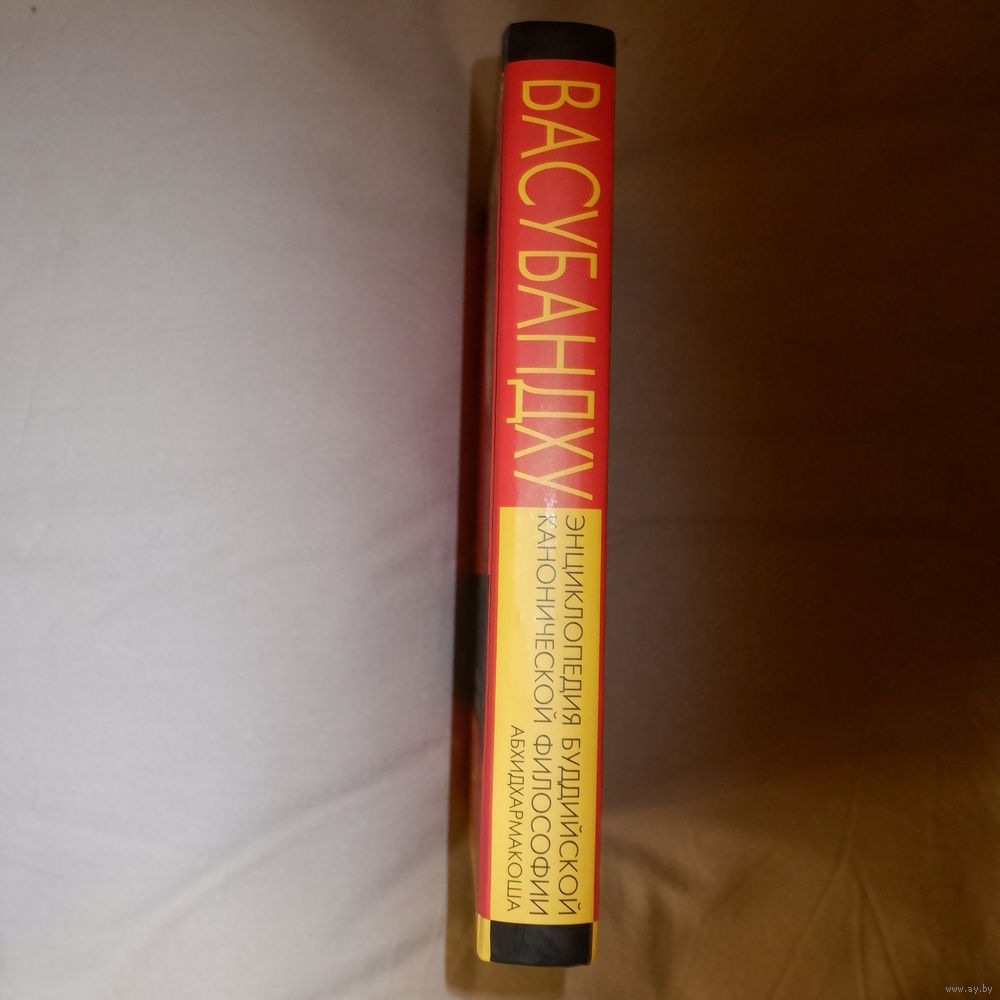 ВАСУБАНДХУ
ЭНЦИКЛОПЕДИЯ БУДДИЙСКОЙ
КАНОНИЧЕСКОЙ ФИЛОСОФИИ
АБХИДХАРМАКОША
www.ay.by